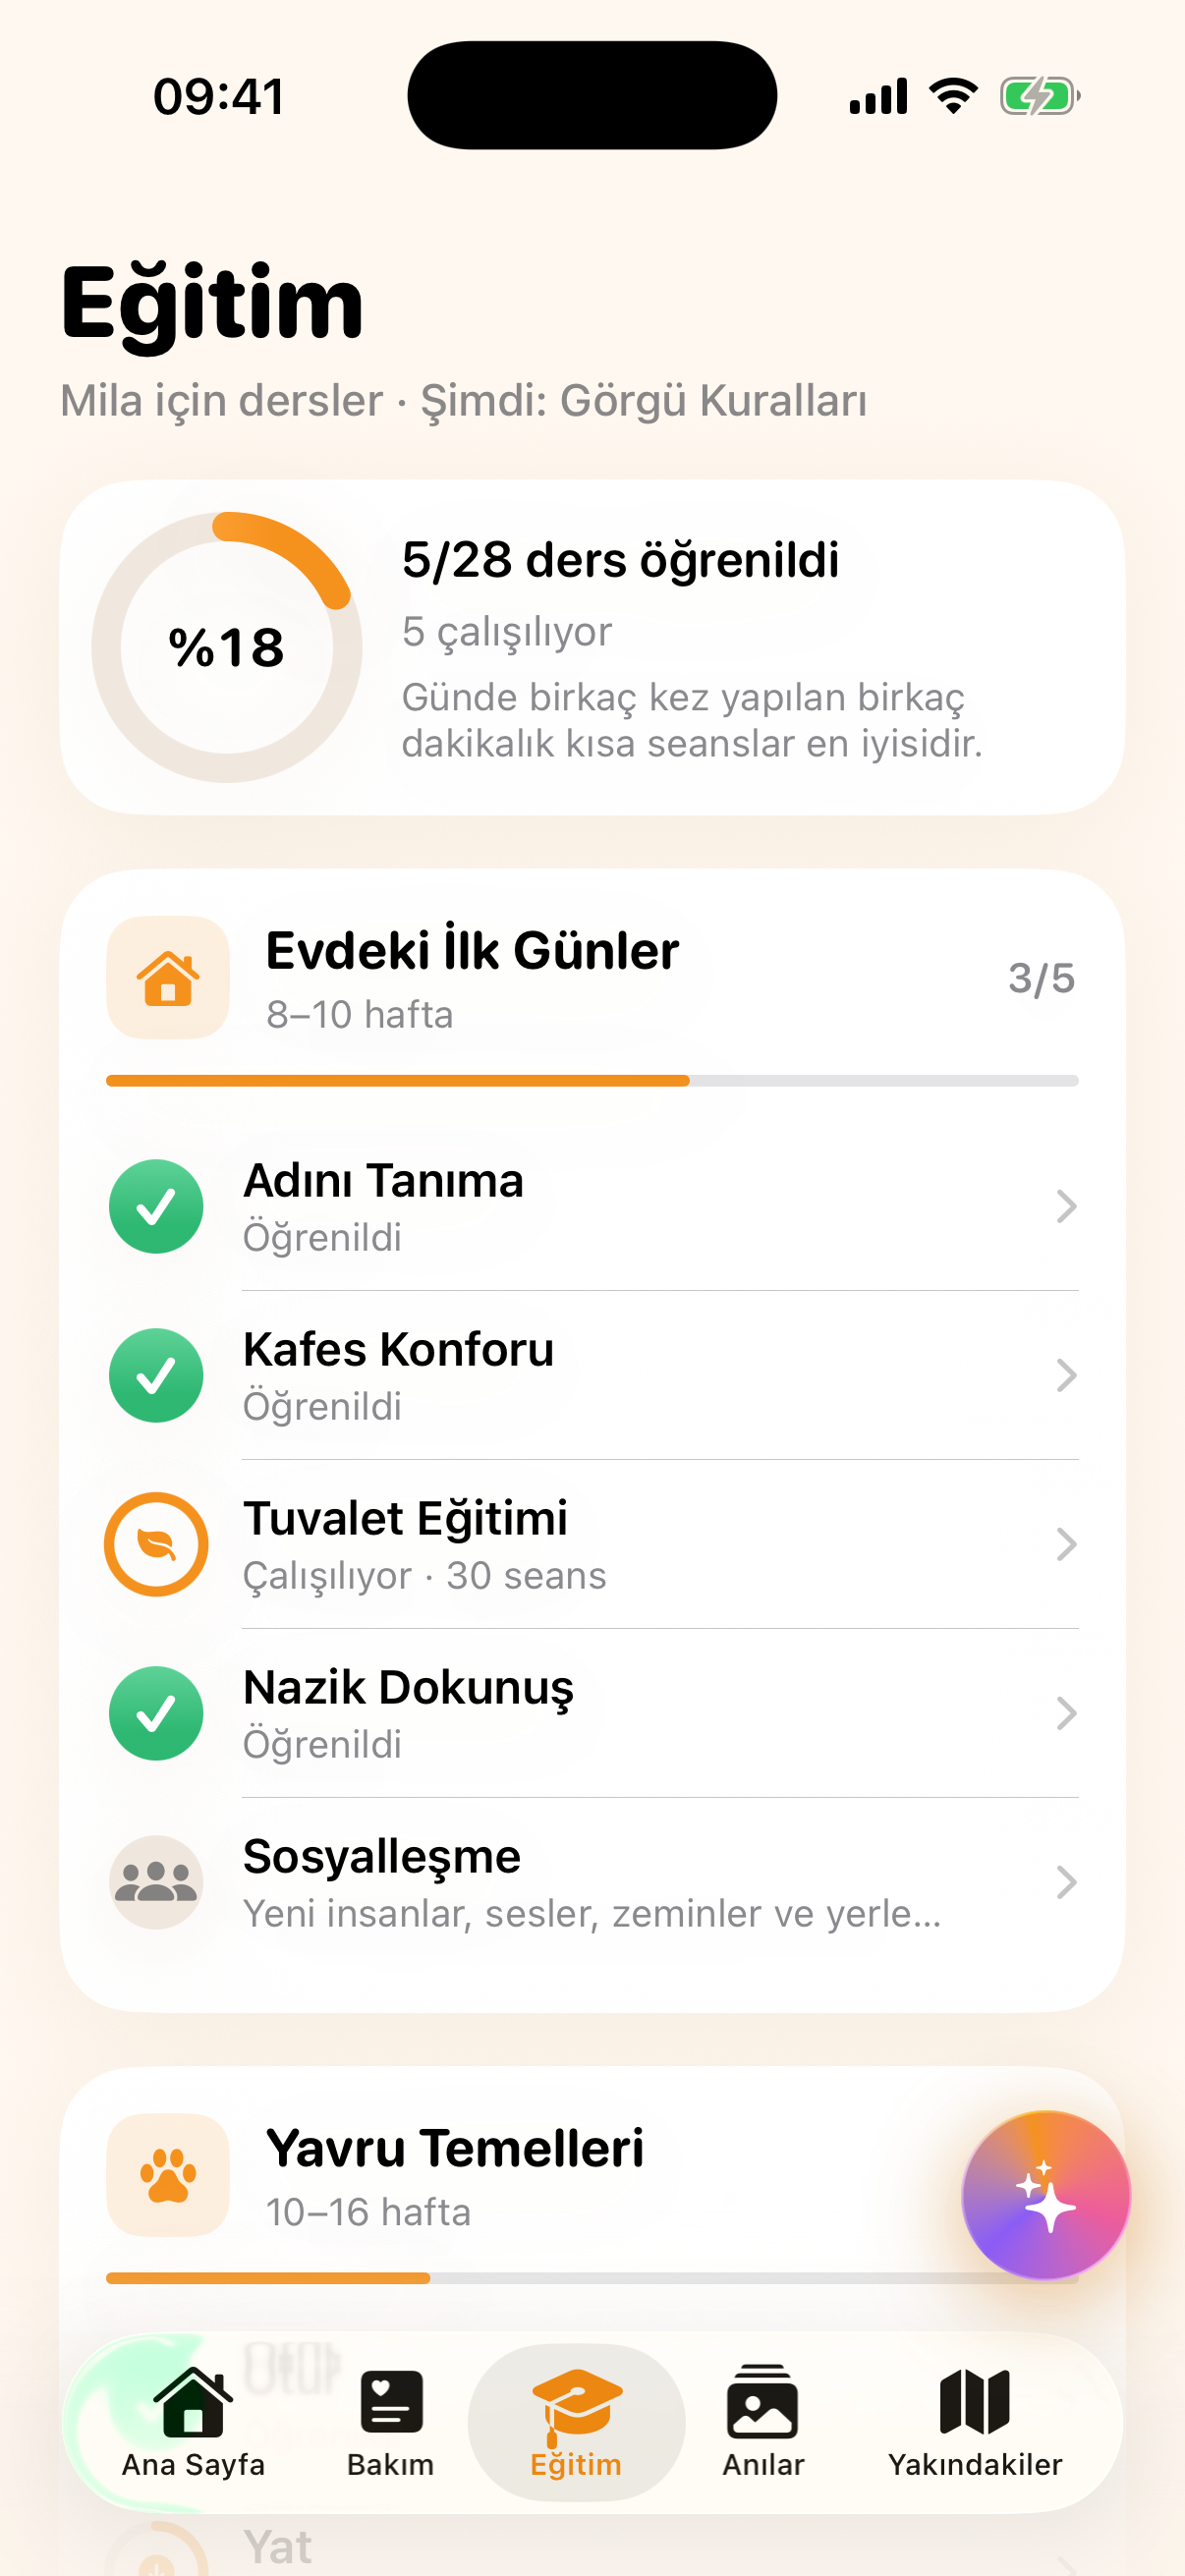 09:41
Eğitim
Mila için dersler · Şimdi: Görgü Kuralları
%18
5/28 ders öğrenildi
5 çalışılıyor
Günde birkaç kez yapılan birkaç
dakikalık kısa seanslar en iyisidir.
Evdeki İlk Günler
8–10 hafta
3/5
Adını Tanıma
Öğrenildi
Kafes Konforu
Öğrenildi
Tuvalet Eğitimi
Çalışılıyor · 30 seans
Nazik Dokunuş
Öğrenildi
Sosyalleşme
Yeni insanlar, sesler, zeminler ve yerle...
Yavru Temelleri
10–16 hafta
Otur
Ana Sayfa
Bakım
Eğitim
Anılar
Yakındakiler
Yat